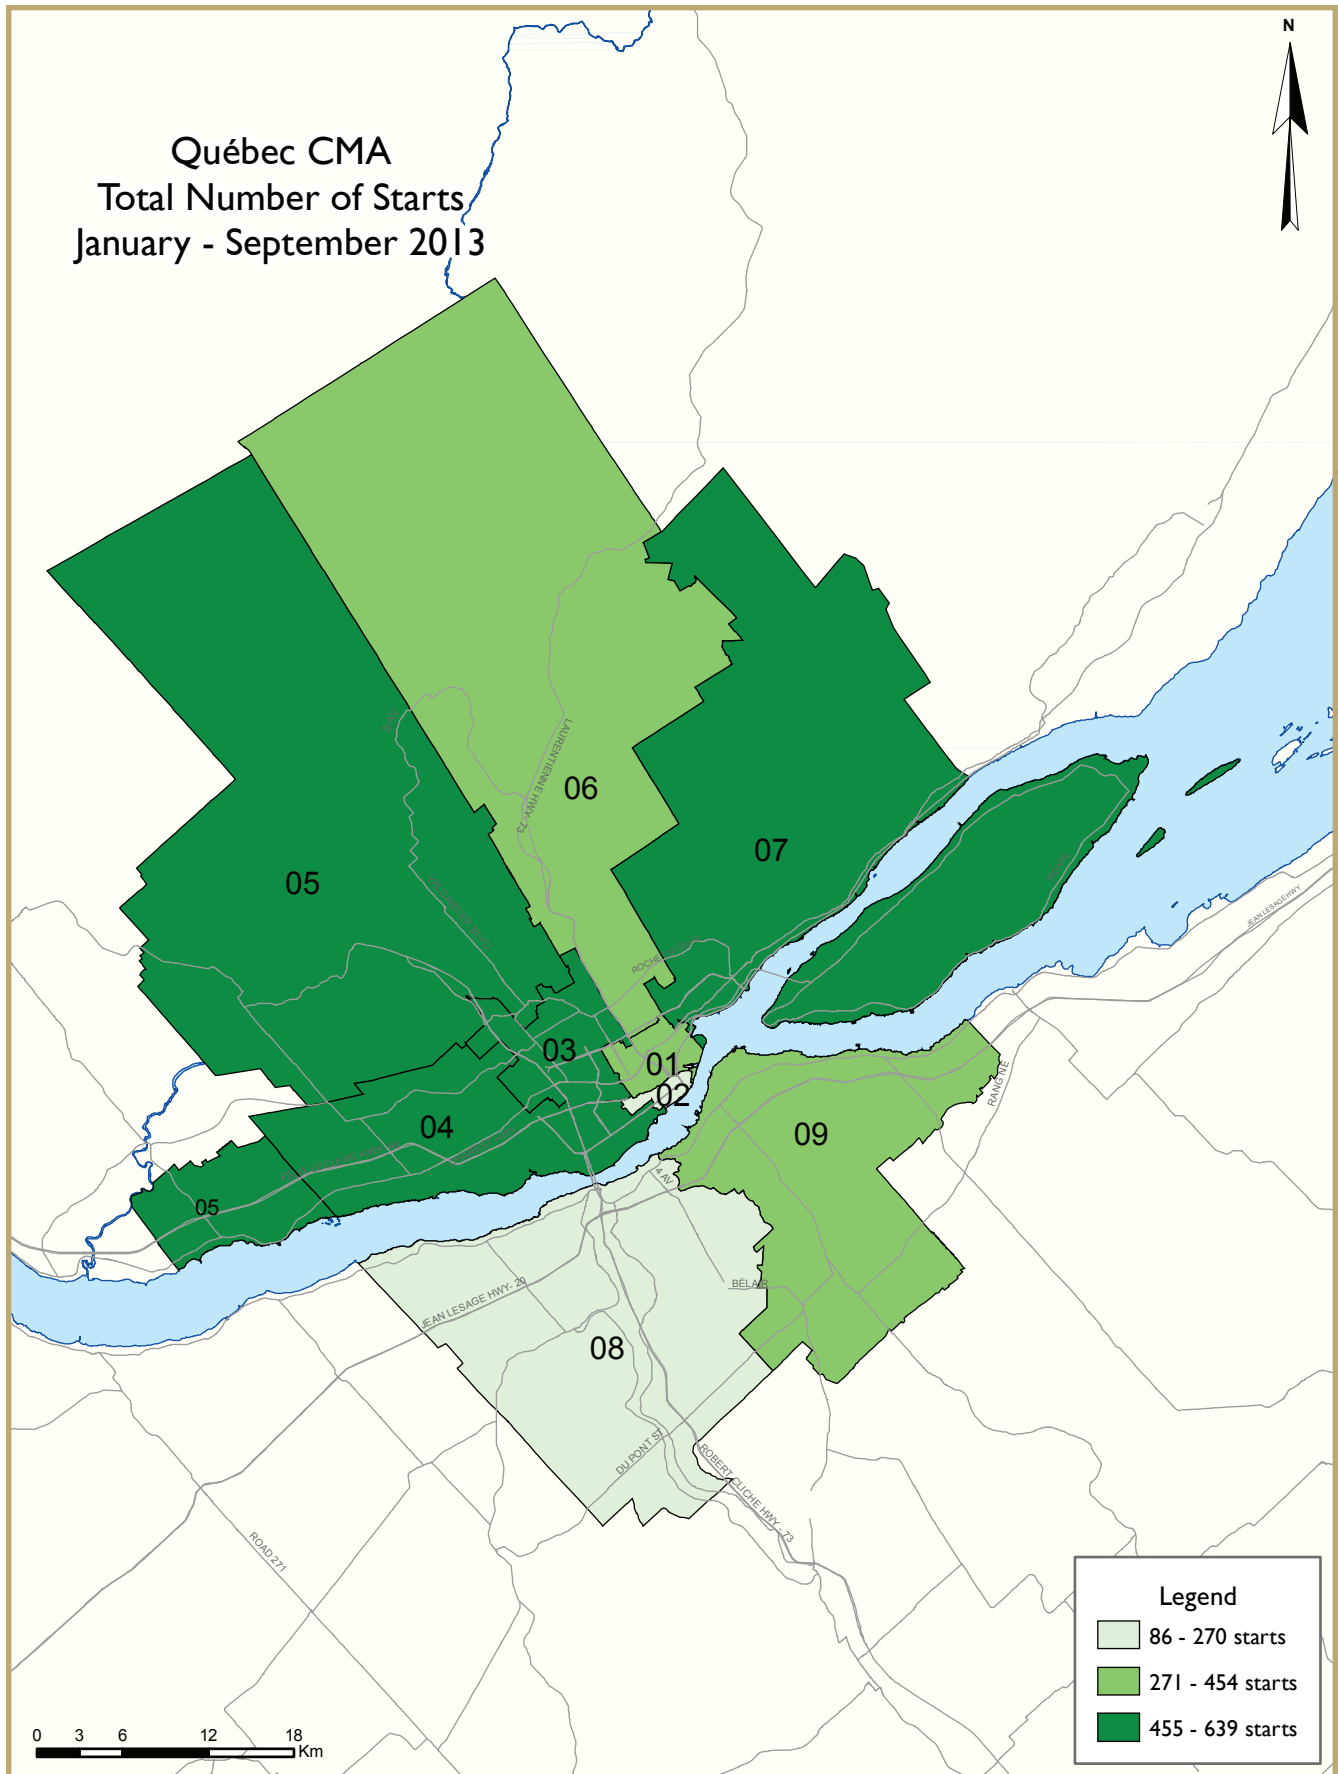 N
Québec CMA
Total Number of Starts
January - September 2013
LAURENTIENNE HWY-73
06
07
05
JEAN LESAGE HWY
03
01
02
RANG NE
04
09
05
4 AV
BÉLAIR
JEAN LESAGE HWY- 20
08
DU PONT ST
ROBERT CLICHE HWY - 73
ROAD 271
Legend
86 - 270 starts
271 - 454 starts
455 - 639 starts
0 3 6 12 18
Km